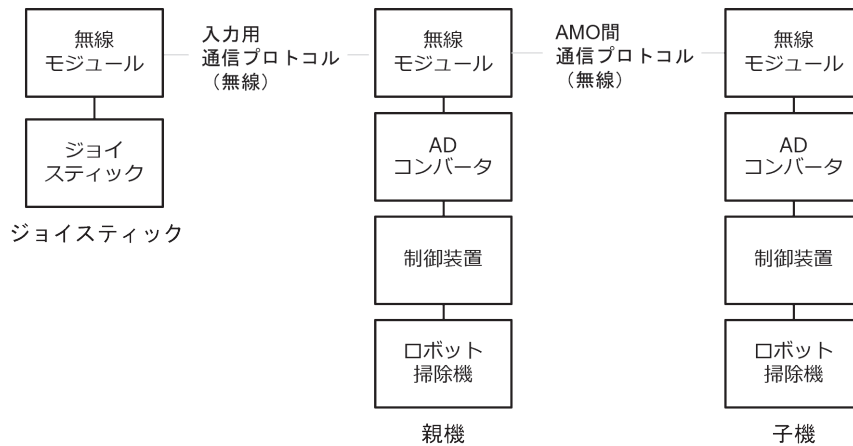 無線
モジュール
ジョイ
スティック
ジョイスティック
入力用
通信プロトコル
（無線）
無線
モジュール
AD
コンバータ
制御装置
ロボット
掃除機
親機
AMO間
通信プロトコル
（無線）
無線
モジュール
AD
コンバータ
制御装置
ロボット
掃除機
子機